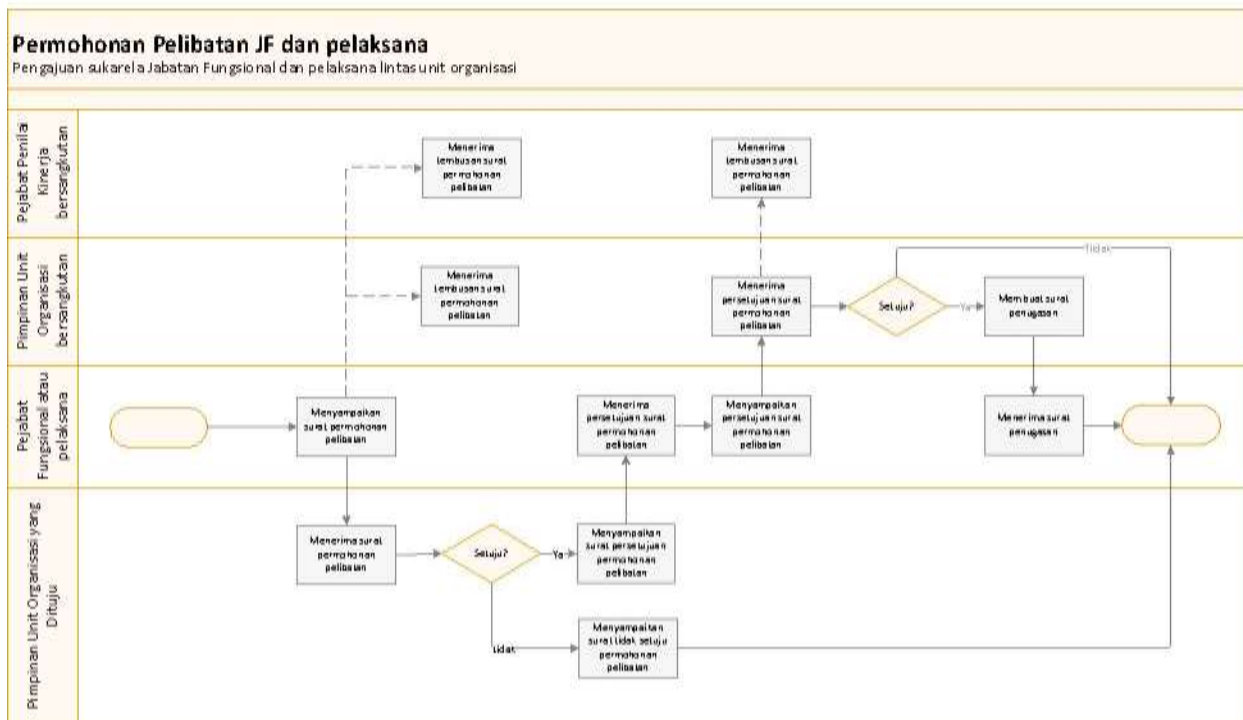 Permohonan Pelibatan JF dan pelaksana
Pengajuan sukarela Jabatan Fungsional dan pelaksana lintas unit organisasi
Pejabat Penilai
Kinerja
bersangkutan
Menerima
tembusan surat
permohonan
pelibatan
Menerima
tembusan surat
permohonan
pelibatan
Pimpinan Unit
Organisasi
bersangkutan
Menerima
tembusan surat
permohonan
pelibatan
Menerima
persetujuan surat
permohonan
pelibatan
Setuju?
Tidak
Ya
Membuat surat
penugasan
Pejabat
Fungsional atau
pelaksana
Menyampaikan
surat permohonan
pelibatan
Menerima
persetujuan surat
permohonan
pelibatan
Menyampaikan
persetujuan surat
permohonan
pelibatan
Menerima surat
penugasan
Pimpinan Unit Organisasi yang
Dituju
Menerima surat
permohonan
pelibatan
Setuju?
Ya
Menyampaikan
surat persetujuan
permohonan
pelibatan
tidak
Menyampaikan
surat tidak setuju
permohonan
pelibatan